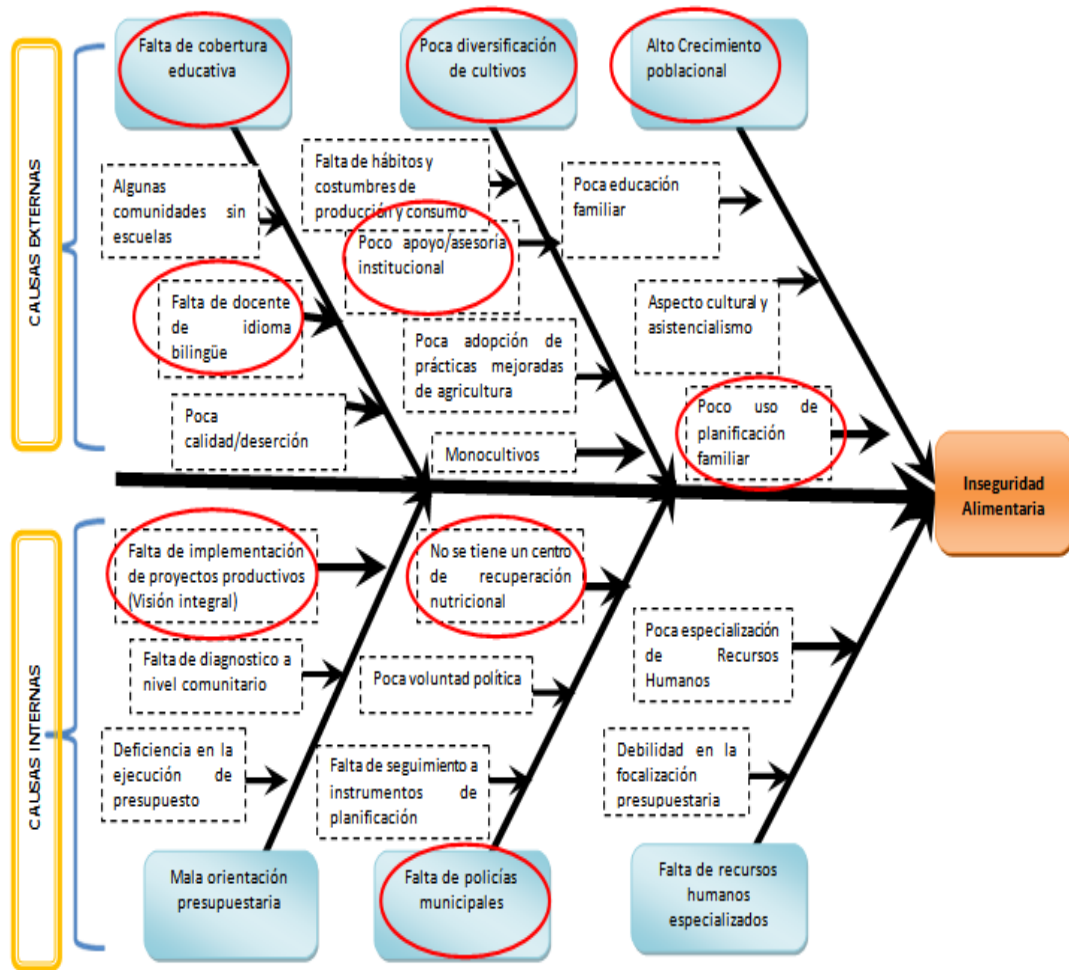 CAUSAS EXTERNAS
Falta de cobertura
educativa
Algunas
comunidades sin
escuelas
Falta de docente
de idioma
bilingüe
Poca
calidad/deserción
Poca diversificación
de cultivos
Falta de hábitos y
costumbres de
producción y consumo
Poco apoyo/asesoría
institucional
Poca adopción de
prácticas mejoradas
de agricultura
Monocultivos
Alto Crecimiento
poblacional
Poca educación
familiar
Aspecto cultural y
asistencialismo
Poco uso de
planificación
familiar
Inseguridad
Alimentaria
CAUSAS INTERNAS
Falta de implementación
de proyectos productivos
(Visión integral)
Falta de diagnostico a
nivel comunitario
Deficiencia en la
ejecución de
presupuesto
Mala orientación
presupuestaria
No se tiene un centro
de recuperación
nutricional
Poca voluntad política
Falta de seguimiento a
instrumentos de
planificación
Falta de policías
municipales
Poca especialización
de Recursos
Humanos
Debilidad en la
focalización
presupuestaria
Falta de recursos
humanos
especializados